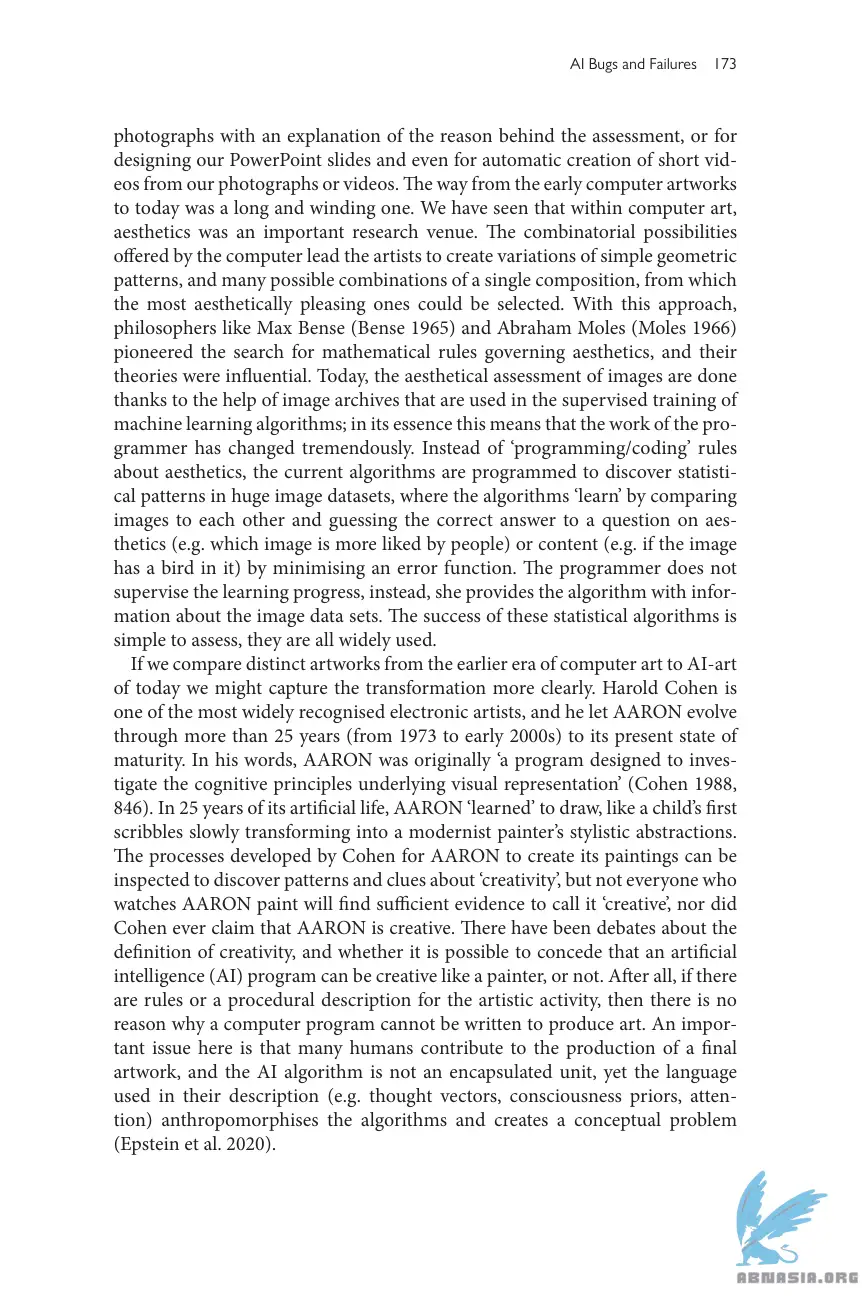 AI Bugs and Failures 173
photographs with an explanation of the reason behind the assessment, or for
designing our PowerPoint slides and even for automatic creation of short vid-
eos from our photographs or videos. The way from the early computer artworks
to today was a long and winding one. We have seen that within computer art,
aesthetics was an important research venue. The combinatorial possibilities
offered by the computer lead the artists to create variations of simple geometric
patterns, and many possible combinations of a single composition, from which
the most aesthetically pleasing ones could be selected. With this approach,
philosophers like Max Bense (Bense 1965) and Abraham Moles (Moles 1966)
pioneered the search for mathematical rules governing aesthetics, and their
theories were influential. Today, the aesthetical assessment of images are done
thanks to the help of image archives that are used in the supervised training of
machine learning algorithms; in its essence this means that the work of the pro-
grammer has changed tremendously. Instead of ‘programming/coding’ rules
about aesthetics, the current algorithms are programmed to discover statisti-
cal patterns in huge image datasets, where the algorithms ‘learn’ by comparing
images to each other and guessing the correct answer to a question on aes-
thetics (e.g. which image is more liked by people) or content (e.g. if the image
has a bird in it) by minimising an error function. The programmer does not
supervise the learning progress, instead, she provides the algorithm with infor-
mation about the image data sets. The success of these statistical algorithms is
simple to assess, they are all widely used.
If we compare distinct artworks from the earlier era of computer art to AI-art
of today we might capture the transformation more clearly. Harold Cohen is
one of the most widely recognised electronic artists, and he let AARON evolve
through more than 25 years (from 1973 to early 2000s) to its present state of
maturity. In his words, AARON was originally ‘a program designed to inves-
tigate the cognitive principles underlying visual representation’ (Cohen 1988,
846). In 25 years of its artificial life, AARON ‘learned’ to draw, like a child’s first
scribbles slowly transforming into a modernist painter’s stylistic abstractions.
The processes developed by Cohen for AARON to create its paintings can be
inspected to discover patterns and clues about ‘creativity’, but not everyone who
watches AARON paint will find sufficient evidence to call it ‘creative’, nor did
Cohen ever claim that AARON is creative. There have been debates about the
definition of creativity, and whether it is possible to concede that an artificial
intelligence (AI) program can be creative like a painter, or not. After all, if there
are rules or a procedural description for the artistic activity, then there is no
reason why a computer program cannot be written to produce art. An impor-
tant issue here is that many humans contribute to the production of a final
artwork, and the AI algorithm is not an encapsulated unit, yet the language
used in their description (e.g. thought vectors, consciousness priors, atten-
tion) anthropomorphises the algorithms and creates a conceptual problem
(Epstein et al. 2020).
ABNASIA.ORG